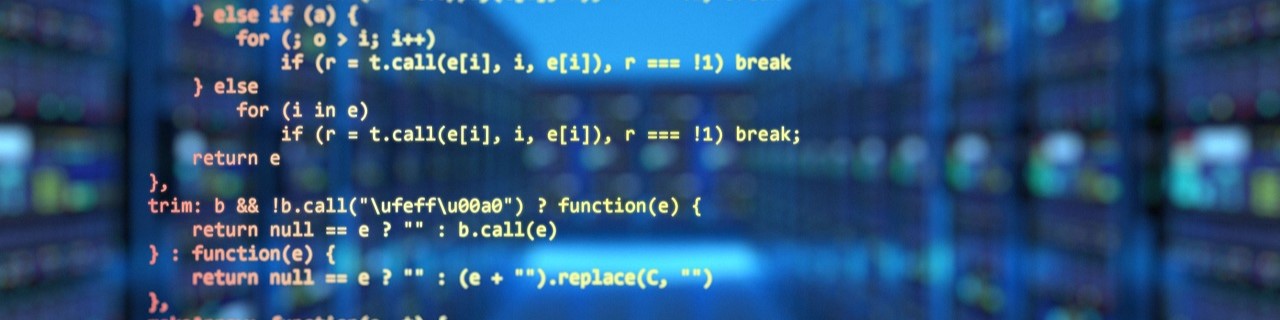 } else if (a) {
for (; o > i; i++)
if (r = t.call(e[i], i, e[i]), r === !1) break
} else
for (i in e)
if (r = t.call(e[i], i, e[i]), r === !1) break;
return e
},
trim: b && !b.call("\ufeff\u00a0") ? function(e) {
return null == e ? "" : b.call(e)
} : function(e) {
return null == e ? "" : (e + "").replace(C, "")
},